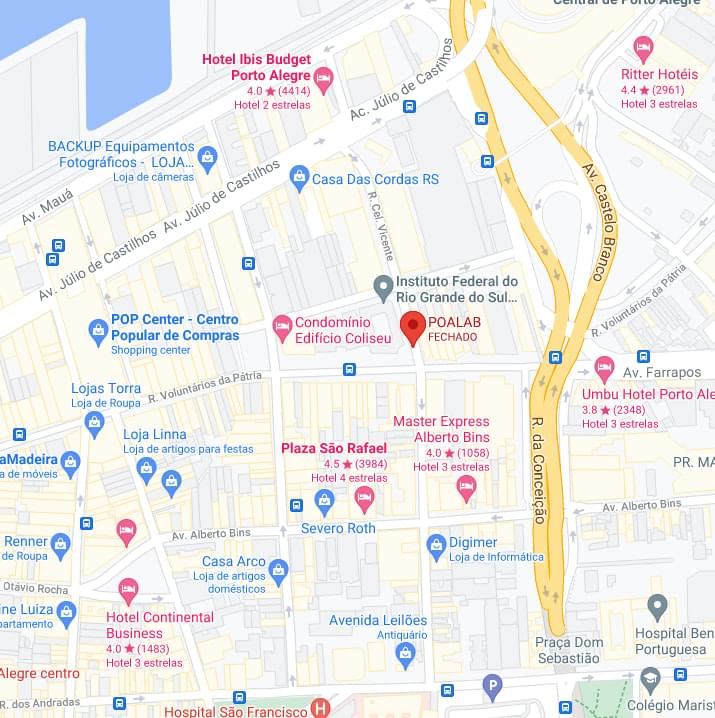 Central de Porto Alegre
Hotel Ibis Budget
Porto Alegre
4.0 ★ (4414)
Hotel 2 estrelas
Ac. Júlio de Castilhos
Ritter Hotéis
4.4 ★ (2961)
Hotel 3 estrelas
BACKUP Equipamentos
Fotográficos - LOJA...
Loja de câmeras
Casa Das Cordas RS
Av. Mauá
Av. Júlio de Castilhos
Av. Júlio de Castilhos
R. Cel. Vicente
Av. Castelo Branco
Instituto Federal do
Rio Grande do Sul...
R. Voluntários da Pátria
POP Center - Centro
Popular de Compras
Shopping center
Condomínio
Edifício Coliseu
POALAB
FECHADO
Av. Farrapos
R. Voluntários da Pátria
Lojas Torra
Loja de Roupa
Umbu Hotel Porto Ale
3.8 ★ (2348)
Hotel 3 estrelas
Loja Linna
Loja de artigos para festas
Master Express
Alberto Bins
4.0 ★ (1058)
Hotel 3 estrelas
Plaza São Rafael
4.5 ★ (3984)
Hotel 4 estrelas
aMadeira
a de móveis
R. da Conceição
PR. MA
Severo Roth
Av. Alberto Bins
Av. Alberto Bins
Renner
de Roupa
Digimer
Loja de Informática
Casa Arco
Loja de artigos
domésticos
Otávio Rocha
ine Luiza
partamento
Hotel Continental
Business
4.0 ★ (1483)
Hotel 3 estrelas
Avenida Leilões
Antiquário
Praça Dom
Sebastião
Hospital Ben
Portuguesa
Alegre centro
P
R. dos Andradas
Hospital São Francisco
H
Colégio Marist